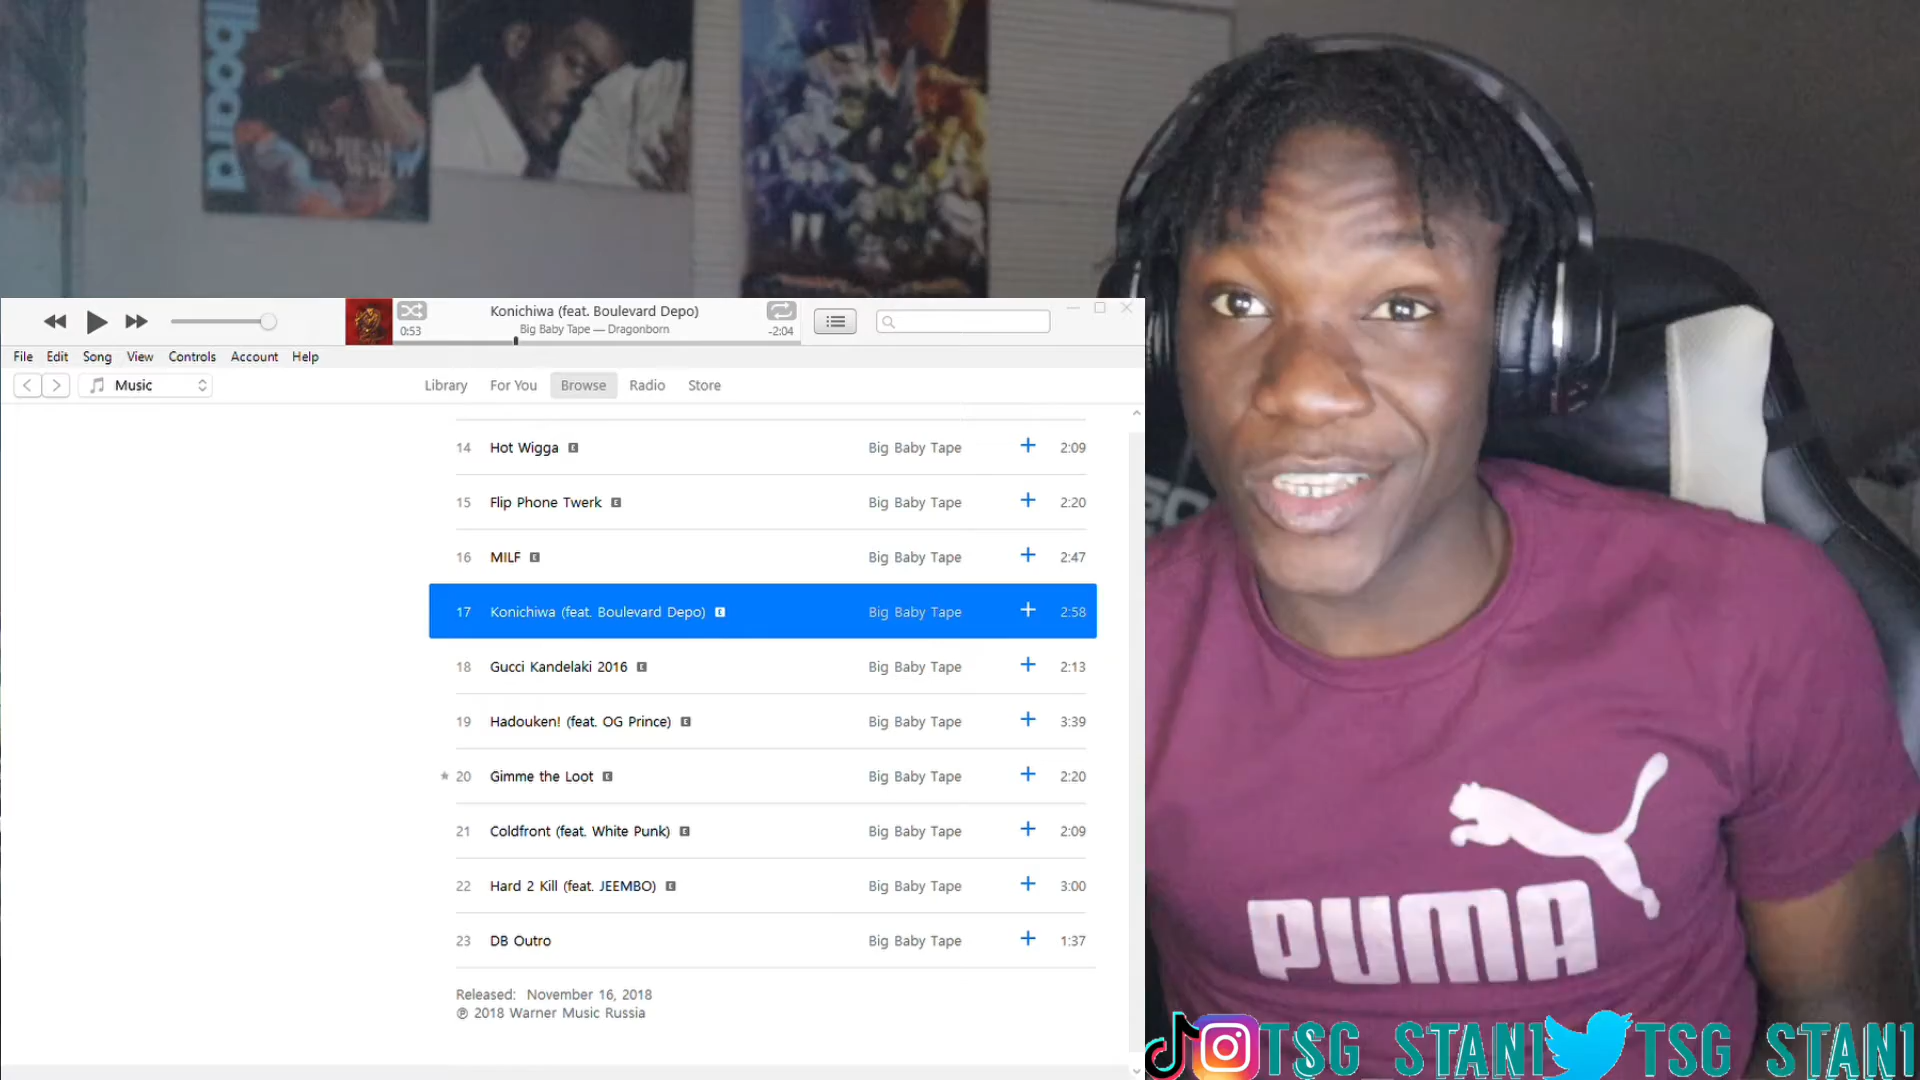 billboard
Konichiwa (feat. Boulevard Depo)
0:53
Big Baby Tape — Dragonborn
-2:04
File Edit Song View Controls Account Help
Music
Library For You Browse Radio Store
14 Hot Wigga E Big Baby Tape + 2:09
15 Flip Phone Twerk E Big Baby Tape + 2:20
16 MILF E Big Baby Tape + 2:47
17 Konichiwa (feat. Boulevard Depo) E Big Baby Tape + 2:58
18 Gucci Kandelaki 2016 E Big Baby Tape + 2:13
19 Hadouken! (feat. OG Prince) E Big Baby Tape + 3:39
★ 20 Gimme the Loot E Big Baby Tape + 2:20
21 Coldfront (feat. White Punk) E Big Baby Tape + 2:09
22 Hard 2 Kill (feat. JEEMBO) E Big Baby Tape + 3:00
23 DB Outro Big Baby Tape + 1:37
Released: November 16, 2018
℗ 2018 Warner Music Russia
PUMA
TSG_STAN1 TSG_STAN1